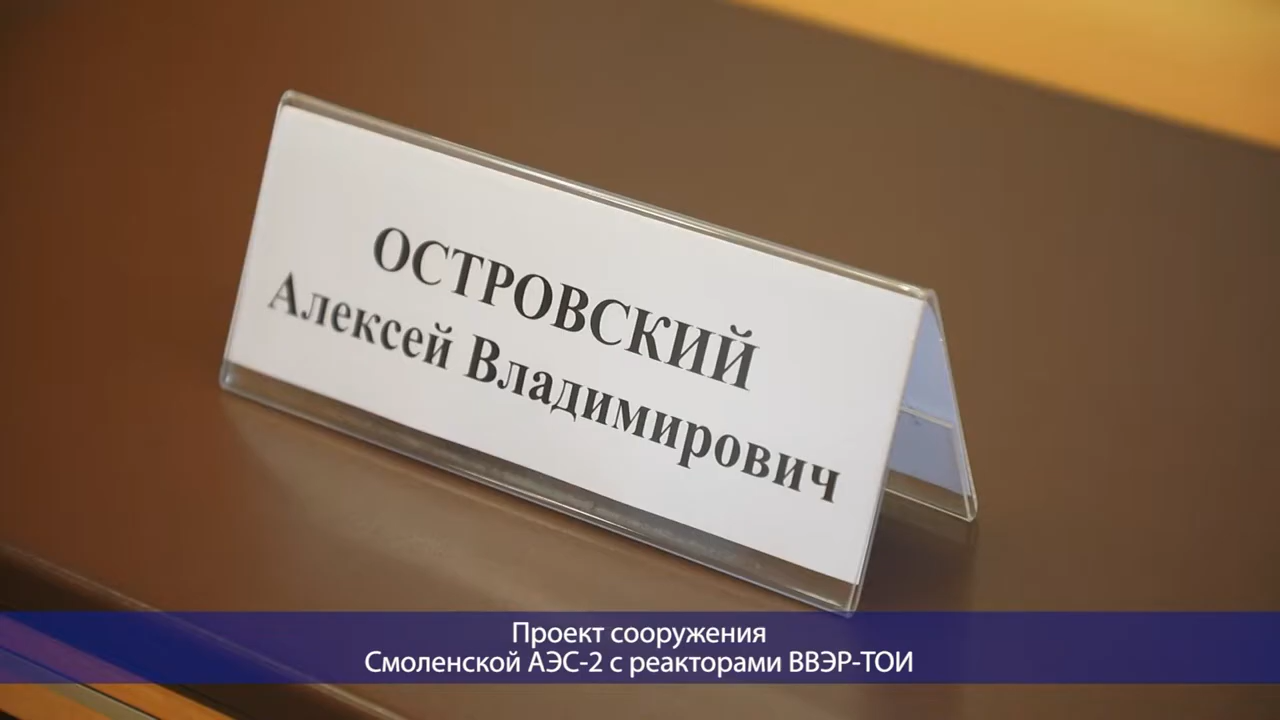 ОСТРОВСКИЙ
Алексей Владимирович
Проект сооружения
Смоленской АЭС-2 с реакторами ВВЭР-ТОИ